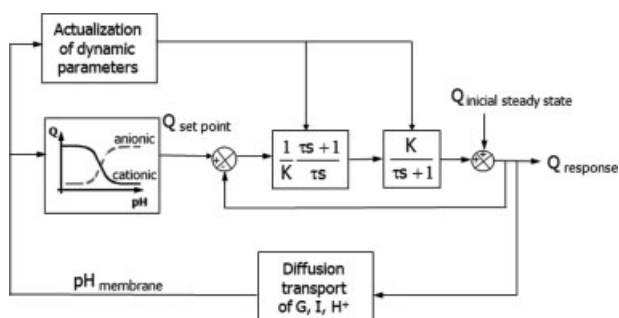 Actualization
of dynamic
parameters
Q inicial steady state
Q set point
Q
anionic
cationic
pH
+
-
1/K
τs + 1
τs
K
τs + 1
+
+
Q response
pH membrane
Diffusion
transport
of G, I, H⁺